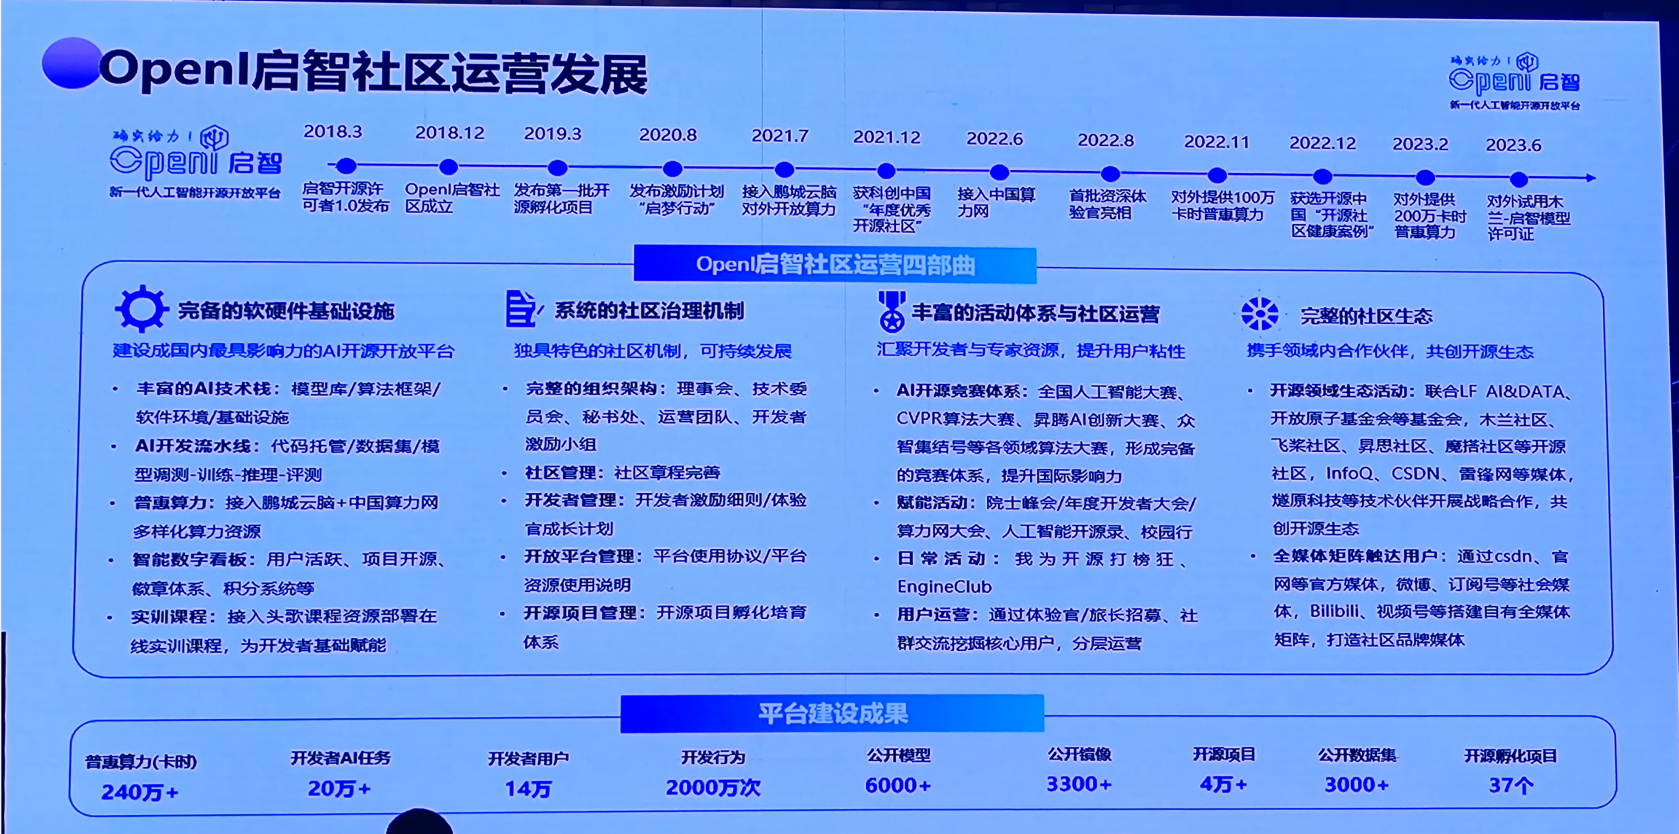 OpenI启智社区运营发展
确实给力！
OpenI 启智
新一代人工智能开源开放平台
确实给力！
OpenI 启智
新一代人工智能开源开放平台
2018.3
启智开源许
可者1.0发布
2018.12
OpenI启智社
区成立
2019.3
发布第一批开
源孵化项目
2020.8
发布激励计划
“启梦行动”
2021.7
接入鹏城云脑
对外开放算力
2021.12
获科创中国
“年度优秀
开源社区”
2022.6
接入中国算
力网
2022.8
首批资深体
验官亮相
2022.11
对外提供100万
卡时普惠算力
2022.12
获选开源中
国“开源社
区健康案例”
2023.2
对外提供
200万卡时
普惠算力
2023.6
对外试用木
兰-启智模型
许可证
OpenI启智社区运营四部曲
完备的软硬件基础设施
建设成国内最具影响力的AI开源开放平台
• 丰富的AI技术栈：模型库/算法框架/
软件环境/基础设施
• AI开发流水线：代码托管/数据集/模
型调测-训练-推理-评测
• 普惠算力：接入鹏城云脑+中国算力网
多样化算力资源
• 智能数字看板：用户活跃、项目开源、
徽章体系、积分系统等
• 实训课程：接入头歌课程资源部署在
线实训课程，为开发者基础赋能
系统的社区治理机制
独具特色的社区机制，可持续发展
• 完整的组织架构：理事会、技术委
员会、秘书处、运营团队、开发者
激励小组
• 社区管理：社区章程完善
• 开发者管理：开发者激励细则/体验
官成长计划
• 开放平台管理：平台使用协议/平台
资源使用说明
• 开源项目管理：开源项目孵化培育
体系
丰富的活动体系与社区运营
汇聚开发者与专家资源，提升用户粘性
• AI开源竞赛体系：全国人工智能大赛、
CVPR算法大赛、昇腾AI创新大赛、众
智集结号等各领域算法大赛，形成完备
的竞赛体系，提升国际影响力
• 赋能活动：院士峰会/年度开发者大会/
算力网大会、人工智能开源录、校园行
• 日常活动：我为开源打榜狂、
EngineClub
• 用户运营：通过体验官/旅长招募、社
群交流挖掘核心用户，分层运营
完整的社区生态
携手领域内合作伙伴，共创开源生态
• 开源领域生态活动：联合LF AI&DATA、
开放原子基金会等基金会，木兰社区、
飞桨社区、昇思社区、魔搭社区等开源
社区，InfoQ、CSDN、雷锋网等媒体，
燧原科技等技术伙伴开展战略合作，共
创开源生态
• 全媒体矩阵触达用户：通过csdn、官
网等官方媒体，微博、订阅号等社会媒
体，Bilibili、视频号等搭建自有全媒体
矩阵，打造社区品牌媒体
平台建设成果
普惠算力(卡时)
240万+
开发者AI任务
20万+
开发者用户
14万
开发行为
2000万次
公开模型
6000+
公开镜像
3300+
开源项目
4万+
公开数据集
3000+
开源孵化项目
37个